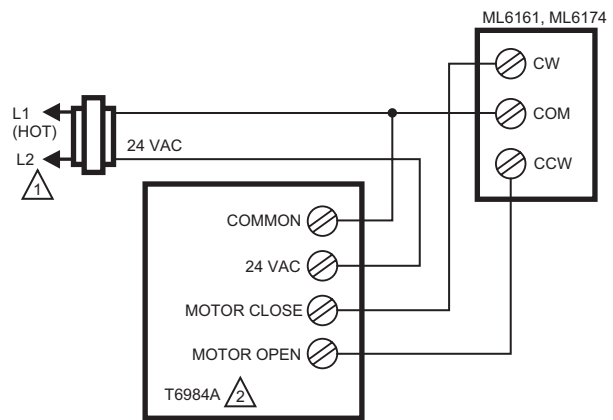 ML6161, ML6174
CW
L1
(HOT)
COM
24 VAC
L2
1
CCW
COMMON
24 VAC
MOTOR CLOSE
MOTOR OPEN
T6984A 2